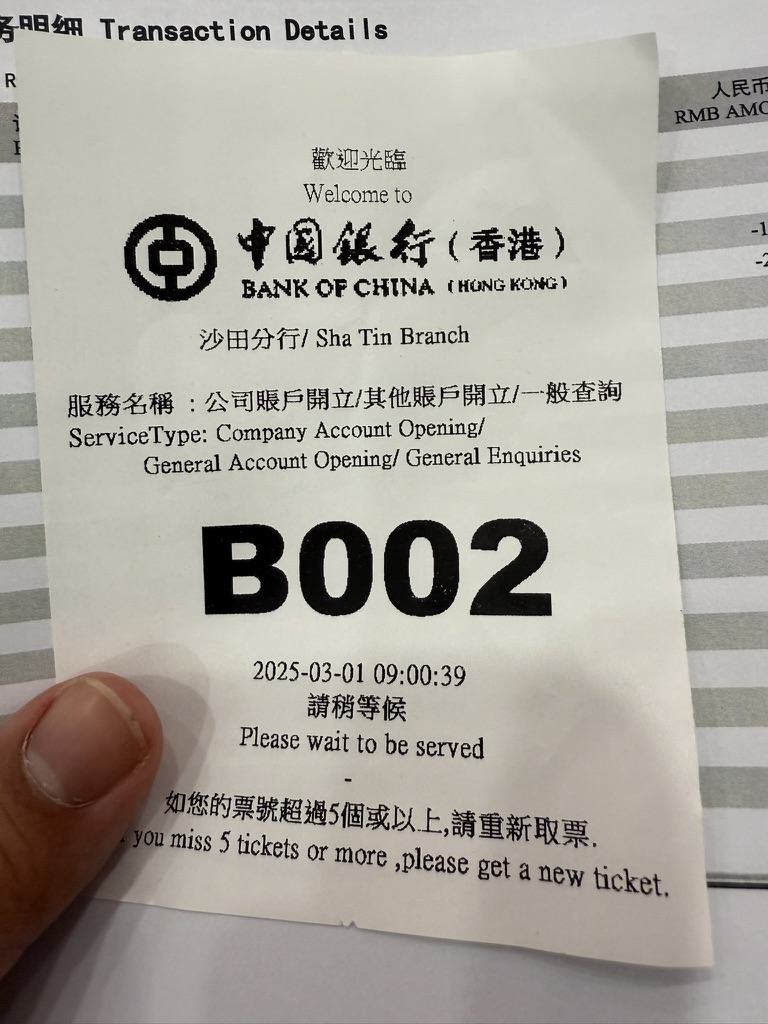 明細 Transaction Details
R
人民币
RMB AMO
-1
-2
歡迎光臨
Welcome to
中國銀行(香港)
BANK OF CHINA (HONG KONG)
沙田分行/ Sha Tin Branch
服務名稱 : 公司賬戶開立/其他賬戶開立/一般查詢
ServiceType: Company Account Opening/
General Account Opening/ General Enquiries
B002
2025-03-01 09:00:39
請稍等候
Please wait to be served
-
如您的票號超過5個或以上,請重新取票.
you miss 5 tickets or more ,please get a new ticket.